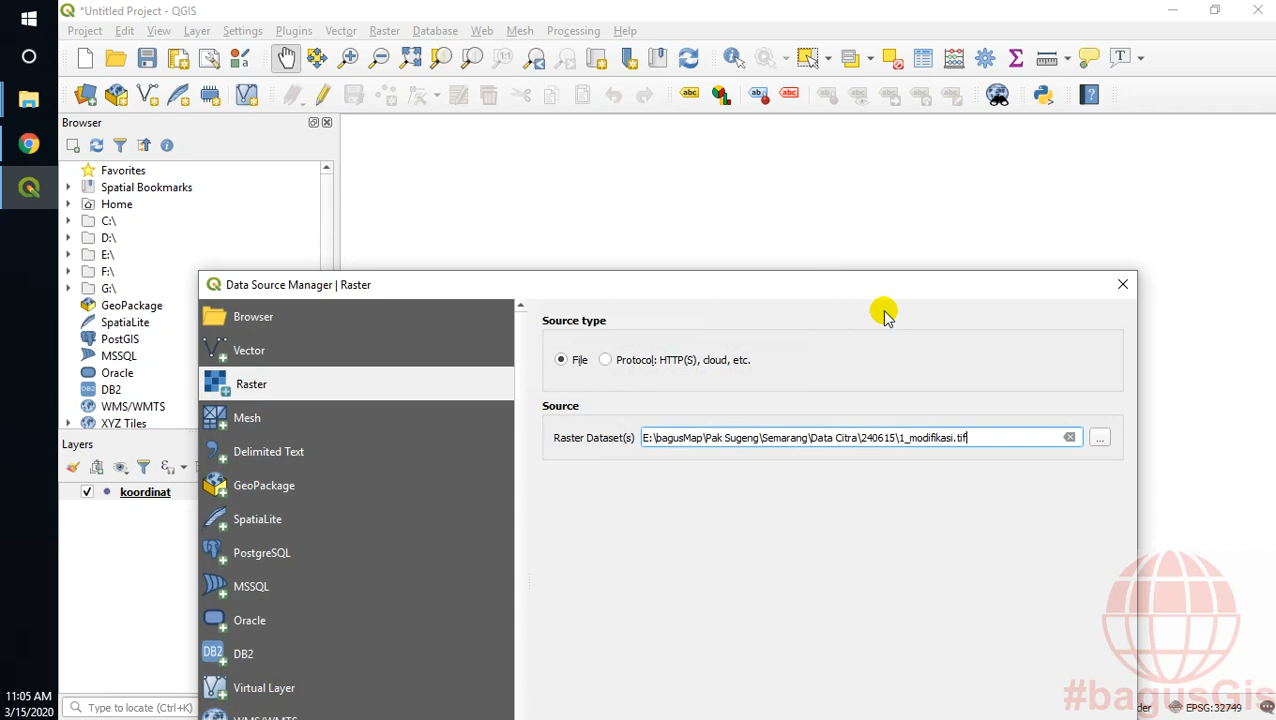 *Untitled Project - QGIS
Project Edit View Layer Settings Plugins Vector Raster Database Web Mesh Processing Help
Browser
Favorites
Spatial Bookmarks
Home
C:\
D:\
E:\
F:\
G:\
GeoPackage
SpatiaLite
PostGIS
MSSQL
Oracle
DB2
WMS/WMTS
XYZ Tiles
Layers
koordinat
Data Source Manager | Raster
Browser
Vector
Raster
Mesh
Delimited Text
GeoPackage
SpatiaLite
PostgreSQL
MSSQL
Oracle
DB2
Virtual Layer
WMS/WMTS
Source type
File Protocol: HTTP(S), cloud, etc.
Source
Raster Dataset(s) E:\bagusMap\Pak Sugeng\Semarang\Data Citra\240615\1_modifikasi.tif ...
11:05 AM
3/15/2020
Type to locate (Ctrl+K)
EPSG:32749
#bagusGis